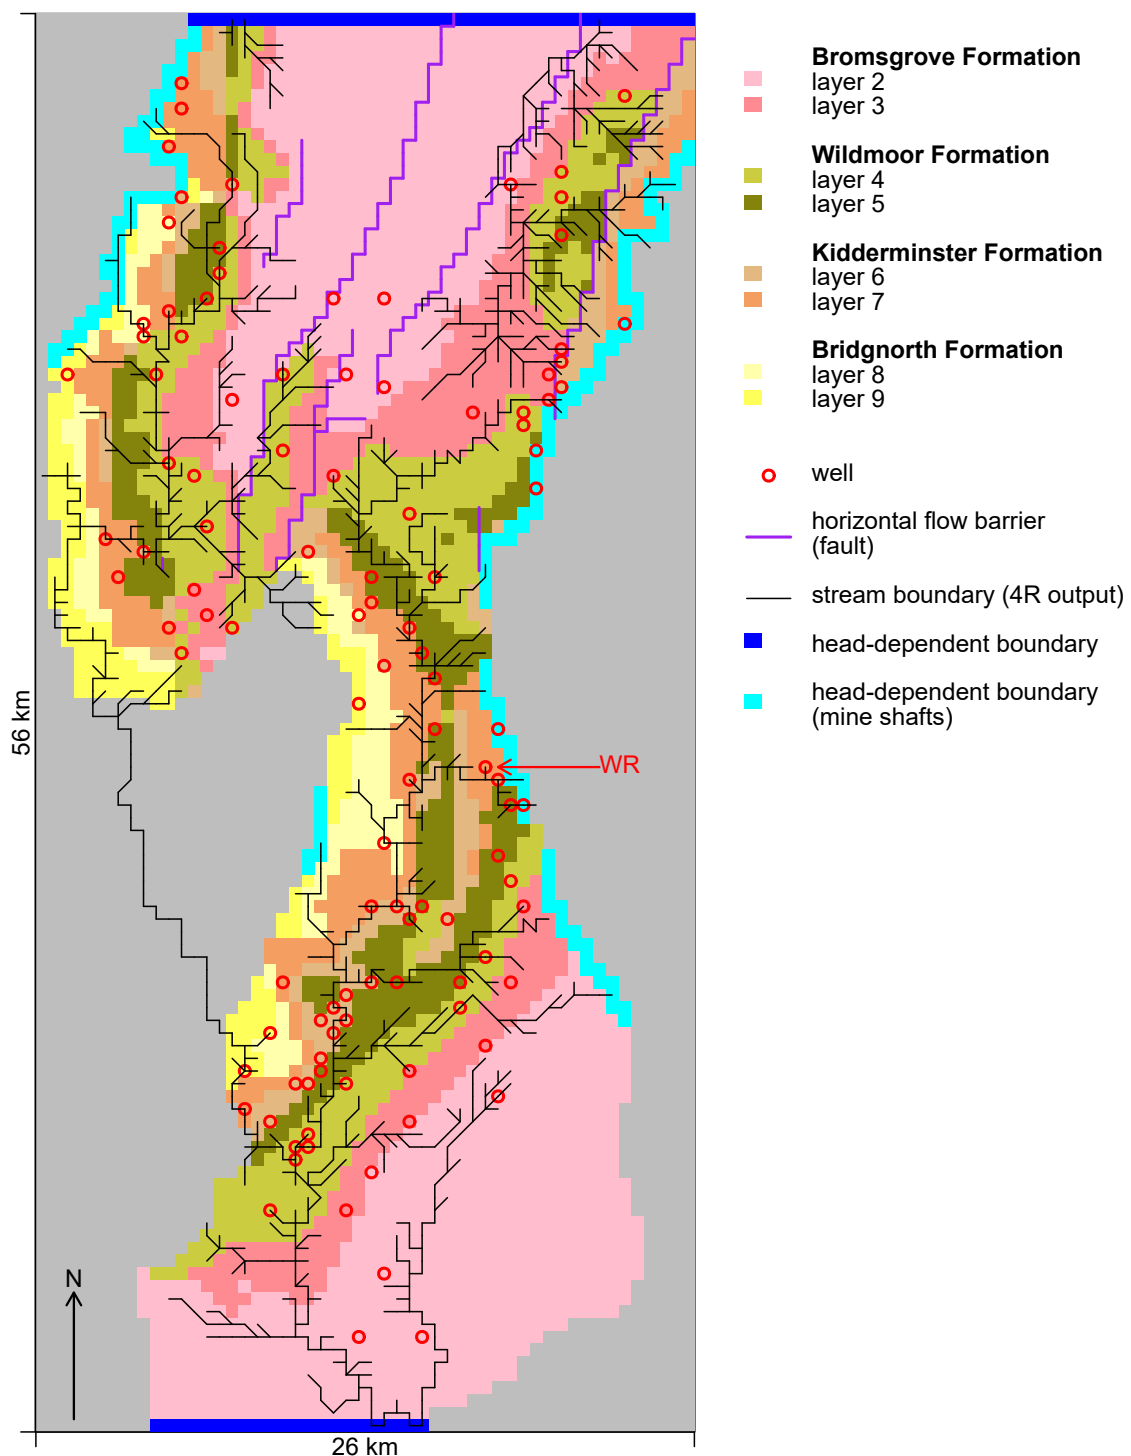 Bromsgrove Formation
layer 2
layer 3
Wildmoor Formation
layer 4
layer 5
Kidderminster Formation
layer 6
layer 7
Bridgnorth Formation
layer 8
layer 9
well
horizontal flow barrier
(fault)
stream boundary (4R output)
head-dependent boundary
head-dependent boundary
(mine shafts)
56 km
WR
N
26 km